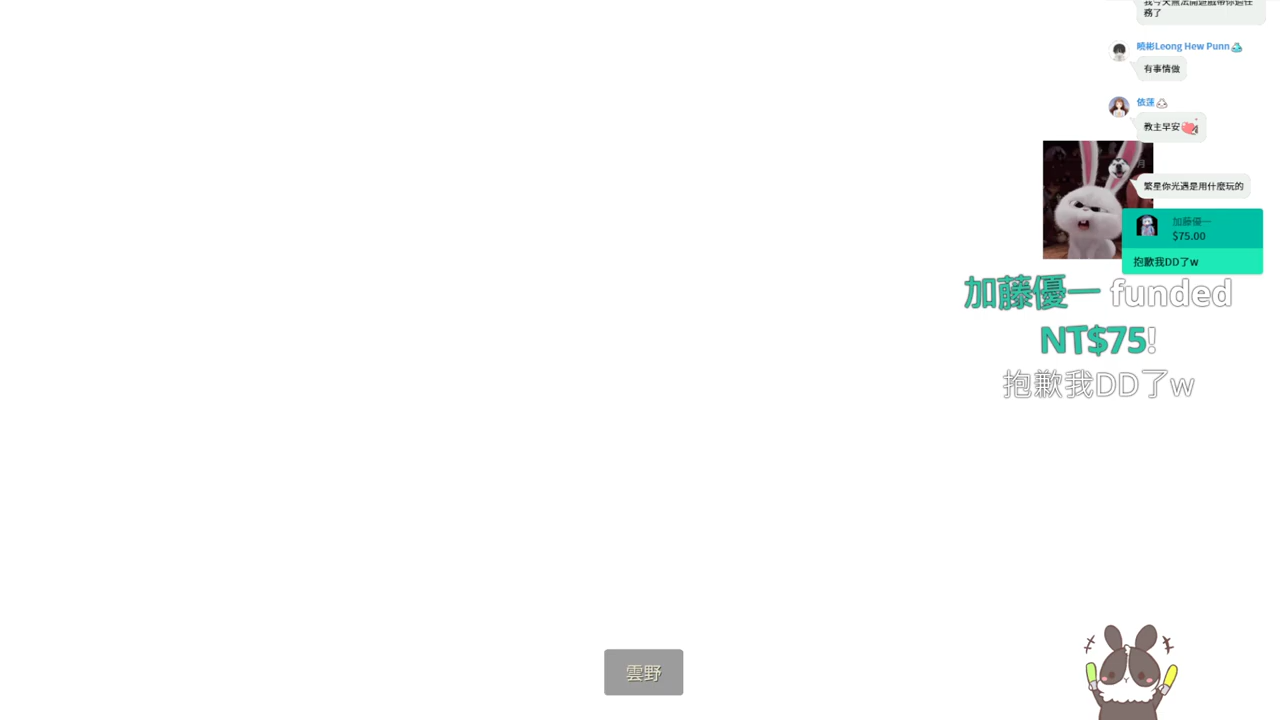 務了
曉彬Leong Hew Punn
有事情做
依蓮
教主早安
月
繁星你光遇是用什麼玩的
加藤優一
$75.00
抱歉我DD了w
加藤優一 funded
NT$75!
抱歉我DD了w
雲野